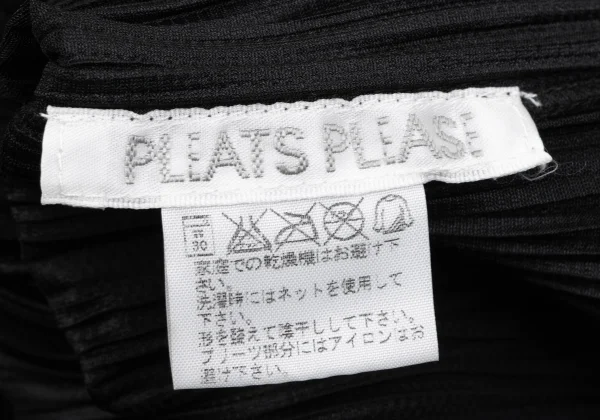 PLEATS PLEASE
弱
30
家庭での乾燥機はお避け下
さい。
洗濯時にはネットを使用して
下さい。
形を整えて陰干しして下さい。
プリーツ部分にはアイロンはお
避け下さい。